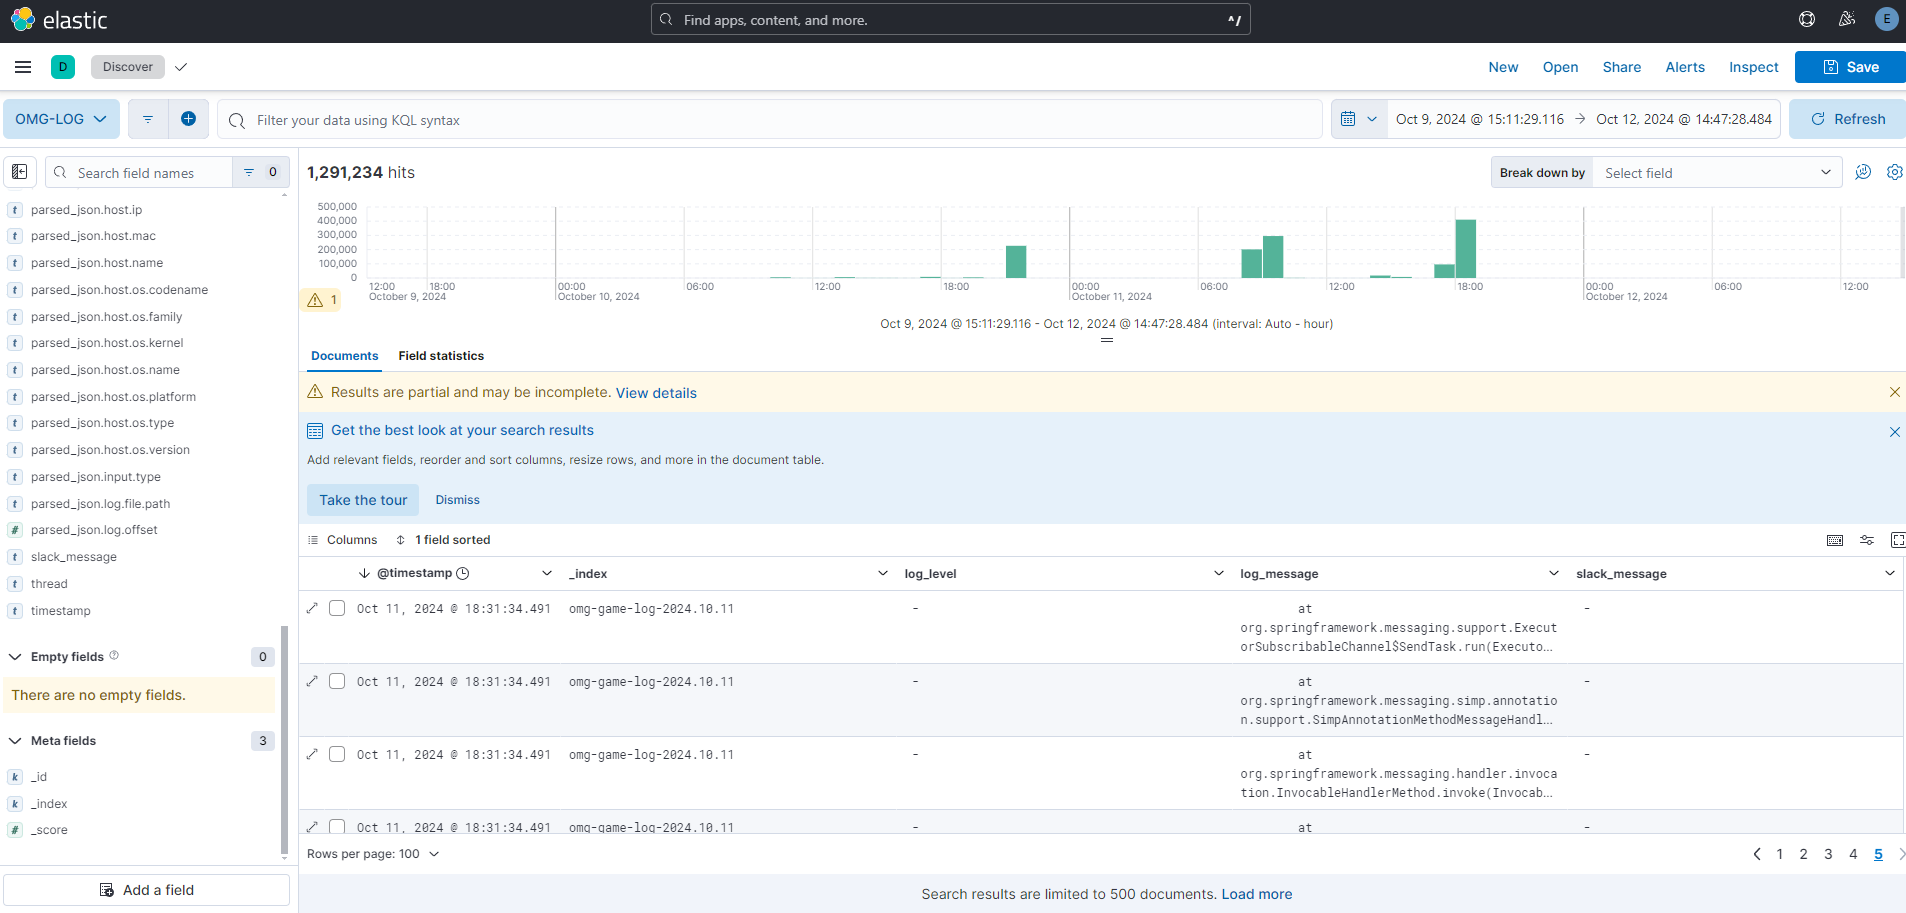 elastic
Find apps, content, and more.
^/
E
D
Discover
New
Open
Share
Alerts
Inspect
Save
OMG-LOG
Filter your data using KQL syntax
Oct 9, 2024 @ 15:11:29.116 → Oct 12, 2024 @ 14:47:28.484
Refresh
Search field names
0
1,291,234 hits
Break down by
Select field
t parsed_json.host.ip
t parsed_json.host.mac
t parsed_json.host.name
t parsed_json.host.os.codename
t parsed_json.host.os.family
t parsed_json.host.os.kernel
t parsed_json.host.os.name
t parsed_json.host.os.platform
t parsed_json.host.os.type
t parsed_json.host.os.version
t parsed_json.input.type
t parsed_json.log.file.path
# parsed_json.log.offset
t slack_message
t thread
t timestamp
Empty fields
0
There are no empty fields.
Meta fields
3
k _id
k _index
# _score
Add a field
500,000
400,000
300,000
200,000
100,000
0
12:00 18:00 00:00 06:00 12:00 18:00 00:00 06:00 12:00 18:00 00:00 06:00 12:00
October 9, 2024 October 10, 2024 October 11, 2024 October 12, 2024
1
Oct 9, 2024 @ 15:11:29.116 - Oct 12, 2024 @ 14:47:28.484 (interval: Auto - hour)
Documents
Field statistics
Results are partial and may be incomplete. View details
Get the best look at your search results
Add relevant fields, reorder and sort columns, resize rows, and more in the document table.
Take the tour
Dismiss
Columns
1 field sorted
@timestamp _index log_level log_message slack_message
Oct 11, 2024 @ 18:31:34.491 omg-game-log-2024.10.11 - at -
org.springframework.messaging.support.Execut
orSubscribableChannel$SendTask.run(Executo...
Oct 11, 2024 @ 18:31:34.491 omg-game-log-2024.10.11 - at -
org.springframework.messaging.simp.annotatio
n.support.SimpAnnotationMethodMessageHandl...
Oct 11, 2024 @ 18:31:34.491 omg-game-log-2024.10.11 - at -
org.springframework.messaging.handler.invoca
tion.InvocableHandlerMethod.invoke(Invocab...
Oct 11, 2024 @ 18:31:34.491 omg-game-log-2024.10.11 - at -
Rows per page: 100
1 2 3 4 5
Search results are limited to 500 documents. Load more